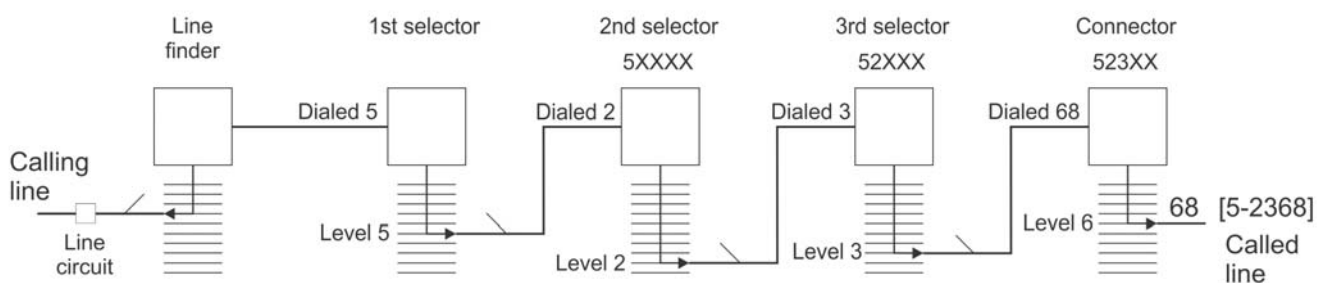 Line
finder
1st selector
2nd selector
5XXXX
3rd selector
52XXX
Connector
523XX
Dialed 5
Dialed 2
Dialed 3
Dialed 68
Calling
line
Line
circuit
Level 5
Level 2
Level 3
Level 6
68 [5-2368]
Called
line